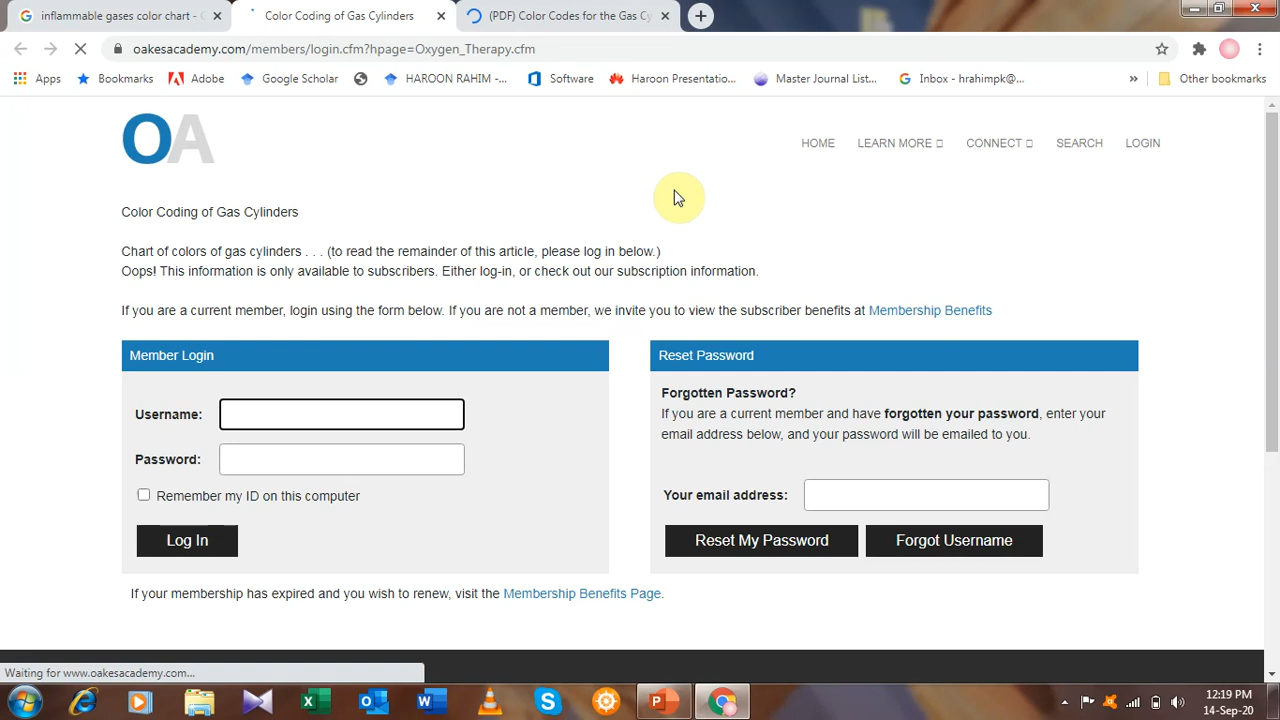 inflammable gases color chart - G
Color Coding of Gas Cylinders
(PDF) Color Codes for the Gas Cy
oakesacademy.com/members/login.cfm?hpage=Oxygen_Therapy.cfm
Apps
Bookmarks
Adobe
Google Scholar
HAROON RAHIM -...
Software
Haroon Presentatio...
Master Journal List...
Inbox - hrahimpk@...
»
Other bookmarks
OA
HOME LEARN MORE CONNECT SEARCH LOGIN
Color Coding of Gas Cylinders
Chart of colors of gas cylinders . . . (to read the remainder of this article, please log in below.)
Oops! This information is only available to subscribers. Either log-in, or check out our subscription information.
If you are a current member, login using the form below. If you are not a member, we invite you to view the subscriber benefits at Membership Benefits
Member Login
Username:
Password:
Remember my ID on this computer
Log In
Reset Password
Forgotten Password?
If you are a current member and have forgotten your password, enter your
email address below, and your password will be emailed to you.
Your email address:
Reset My Password
Forgot Username
If your membership has expired and you wish to renew, visit the Membership Benefits Page.
Waiting for www.oakesacademy.com...
12:19 PM
14-Sep-20